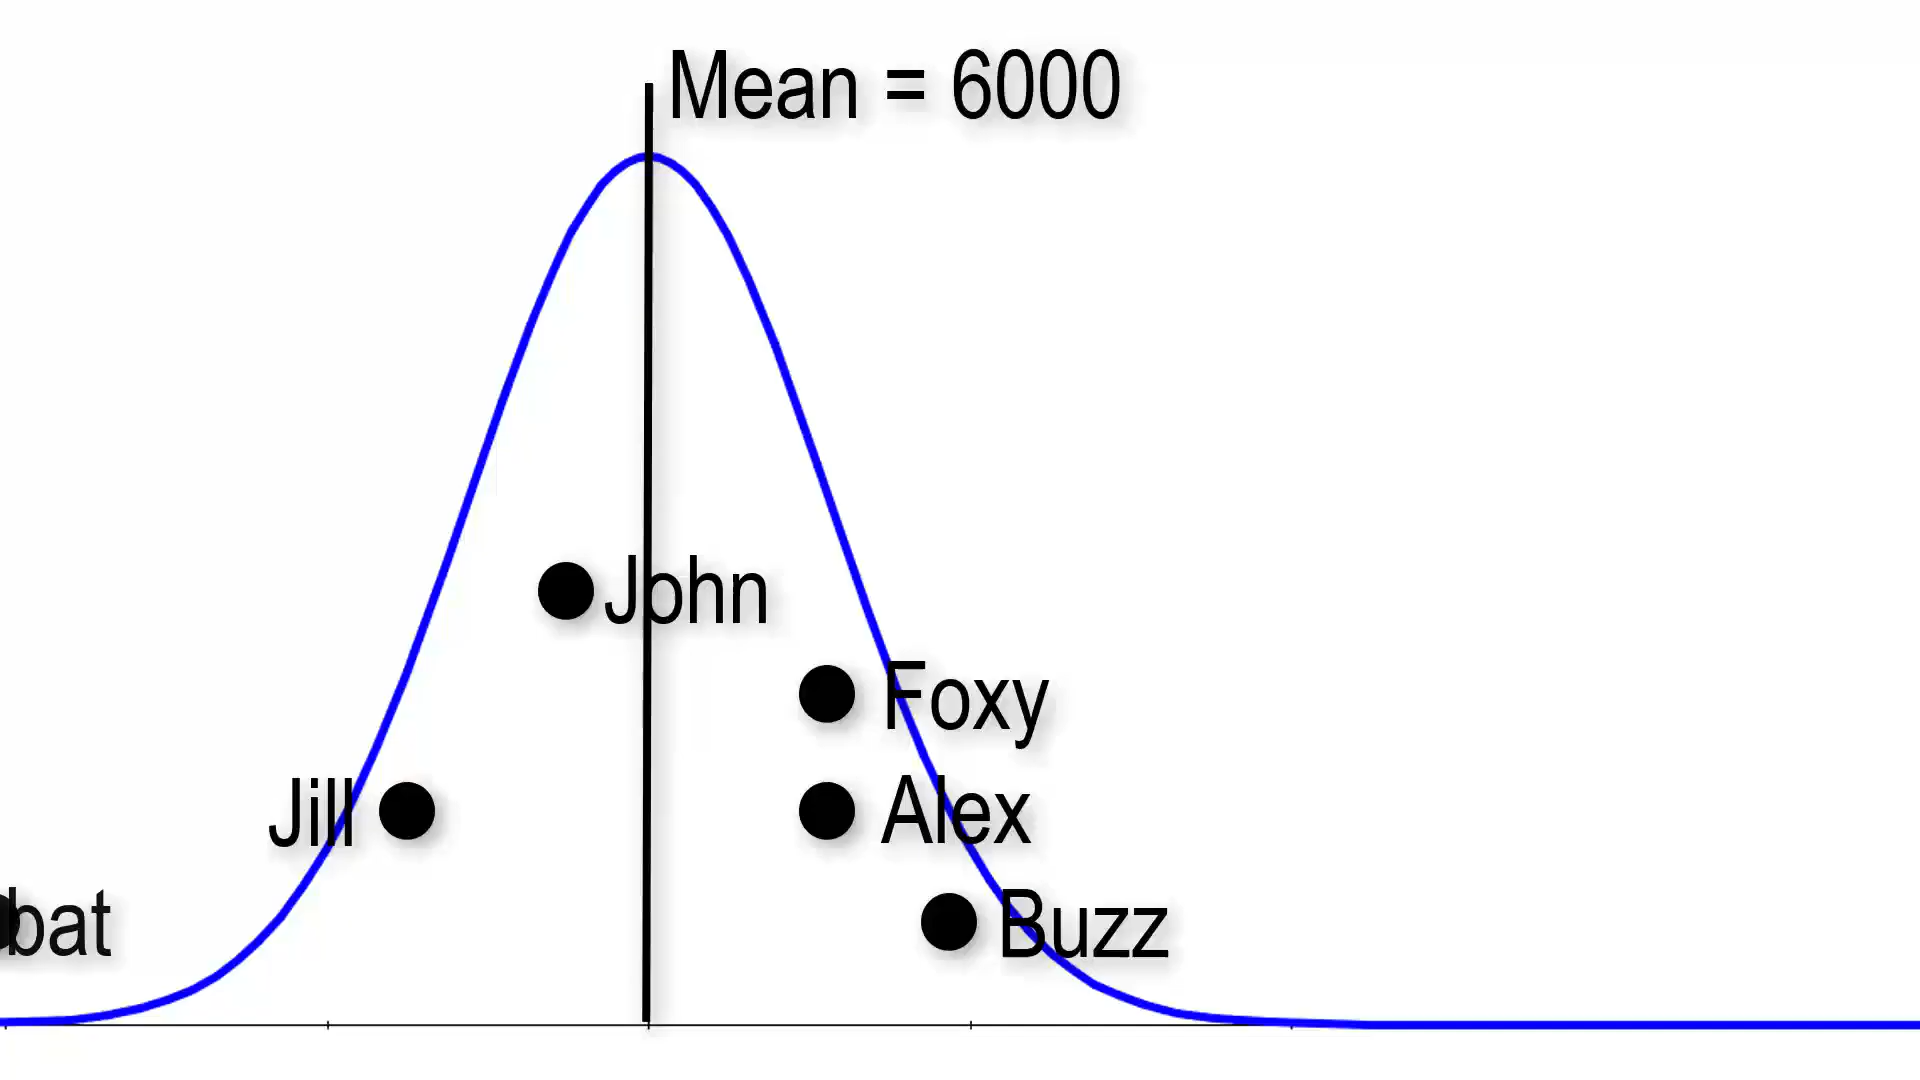 Mean = 6000
John
Foxy
Jill
Alex
bat
Buzz